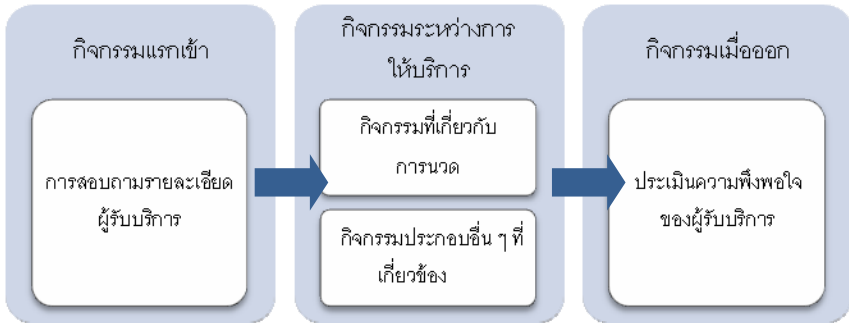 กิจกรรมแรกเข้า
การสอบถามรายละเอียด
ผู้รับบริการ
กิจกรรมระหว่างการ
ให้บริการ
กิจกรรมที่เกี่ยวกับ
การนวด
กิจกรรมประกอบอื่น ๆ ที่
เกี่ยวข้อง
กิจกรรมเมื่อออก
ประเมินความพึงพอใจ
ของผู้รับบริการ